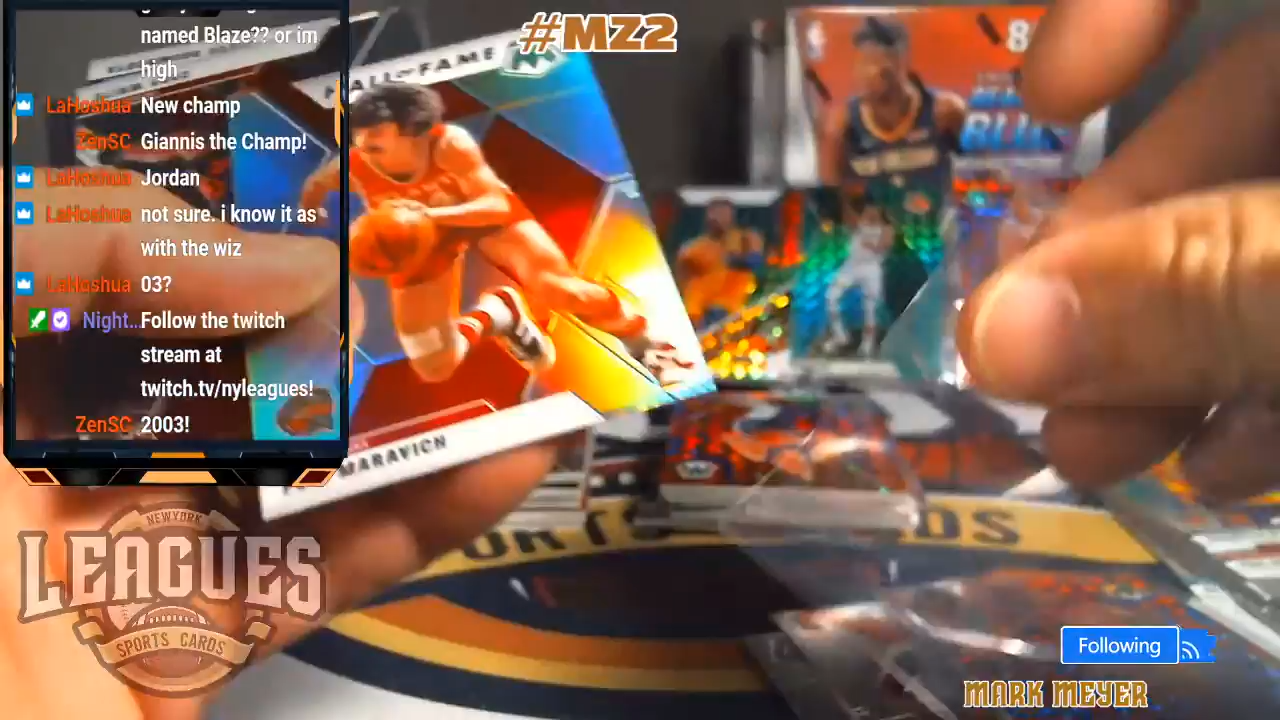 named Blaze?? or im
high
LaHoshua New champ
ZenSC Giannis the Champ!
LaHoshua Jordan
LaHoshua not sure. i know it as
with the wiz
LaHoshua 03?
Night... Follow the twitch
stream at
twitch.tv/nyleagues!
ZenSC 2003!
#MZ2
HALL OF FAME
MARAVICH
8
NEW YORK
LEAGUES
SPORTS CARDS
Following
MARK MEYER